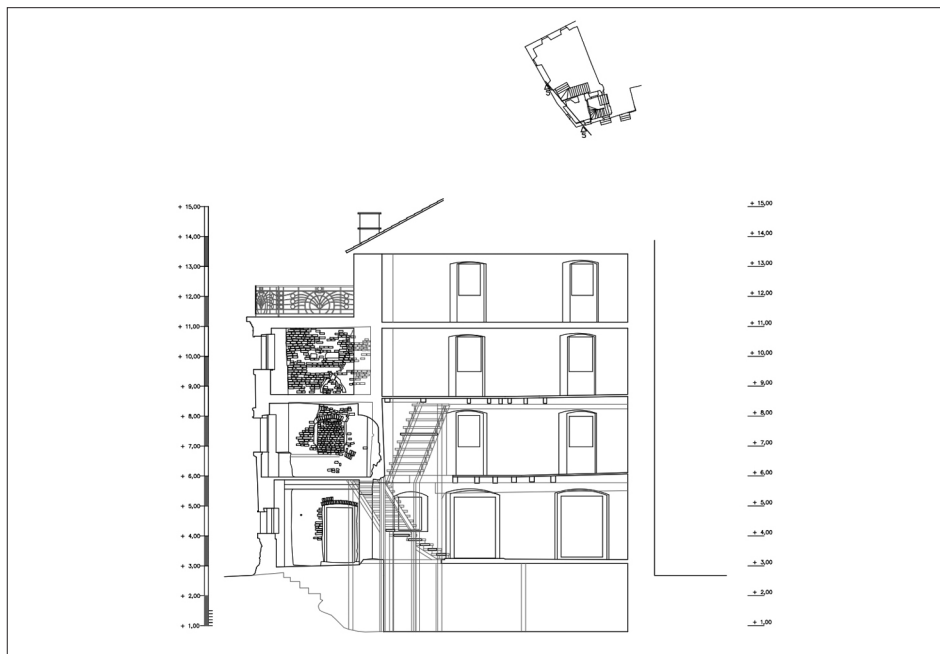 S
S
+ 15,00 + 15,00
+ 14,00 + 14,00
+ 13,00 + 13,00
+ 12,00 + 12,00
+ 11,00 + 11,00
+ 10,00 + 10,00
+ 9,00 + 9,00
+ 8,00 + 8,00
+ 7,00 + 7,00
+ 6,00 + 6,00
+ 5,00 + 5,00
+ 4,00 + 4,00
+ 3,00 + 3,00
+ 2,00 + 2,00
+ 1,00 + 1,00